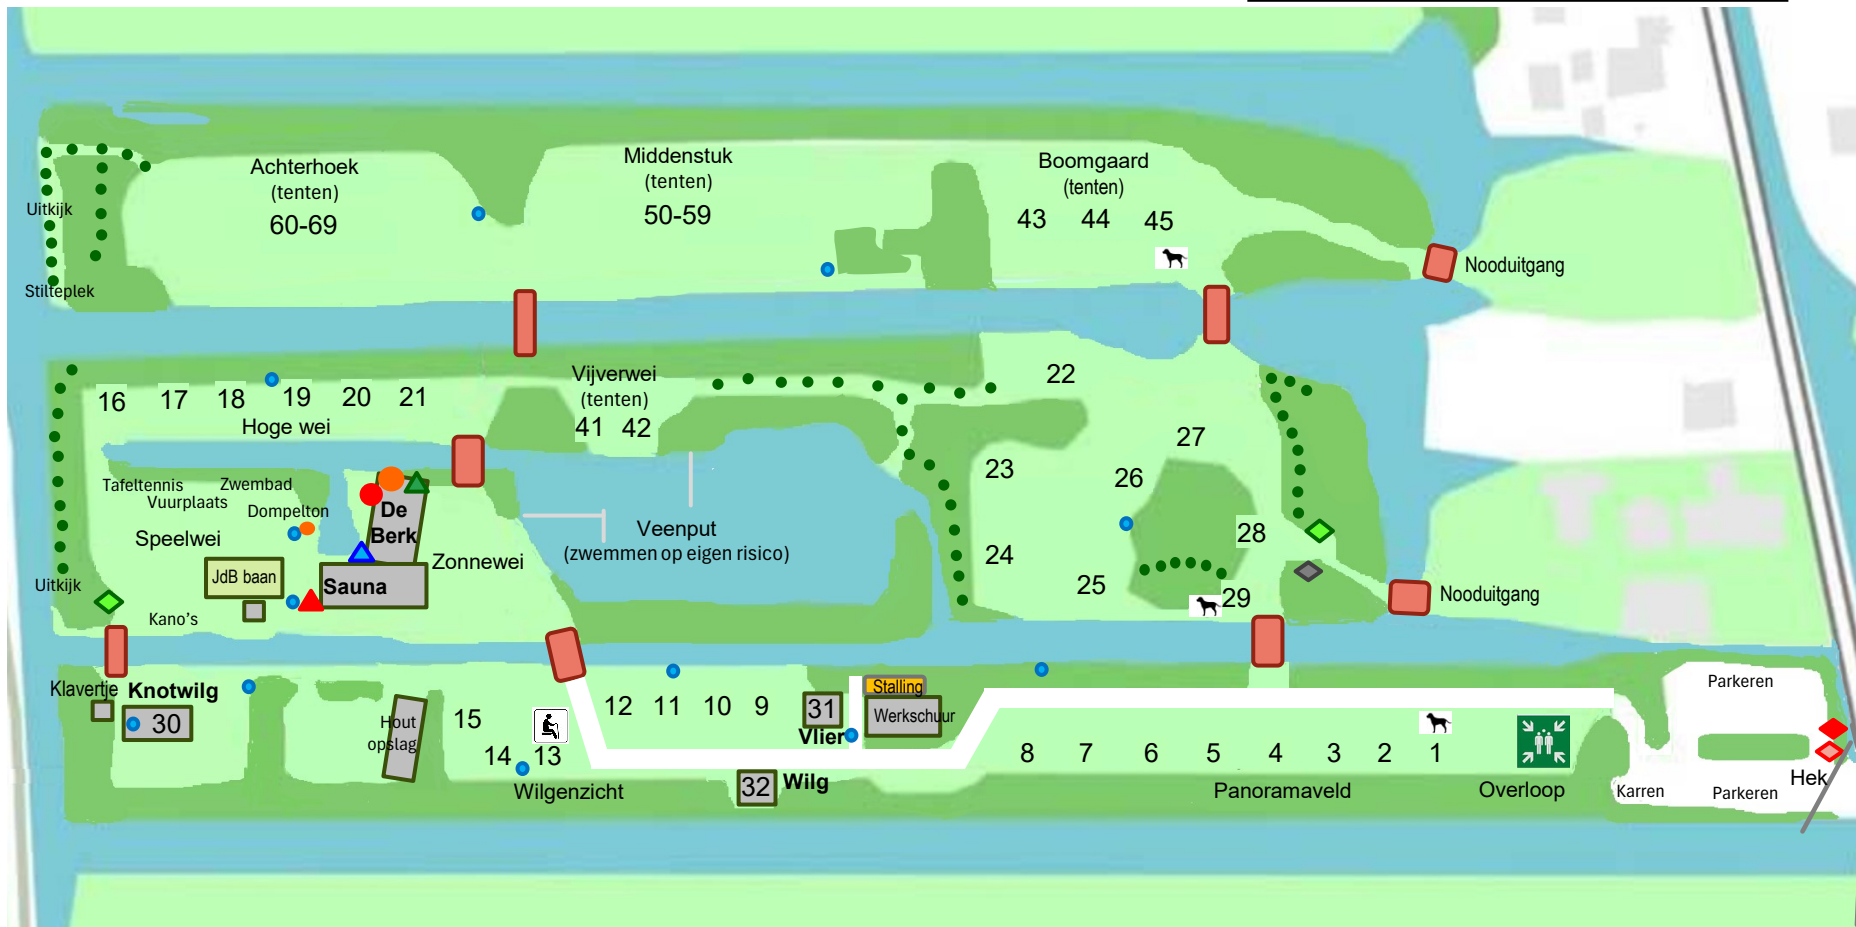 Achterhoek
(tenten)
60-69
Middenstuk
(tenten)
50-59
Boomgaard
(tenten)
43 44 45
Uitkijk
Stilteplek
Nooduitgang
16 17 18 19 20 21
Hoge wei
Vijverwei
(tenten)
41 42
22
27
23
26
24
28
25
29
Tafeltennis
Zwembad
Vuurplaats
Dompelton
Speelwei
De
Berk
Zonnewei
Veenput
(zwemmen op eigen risico)
JdB baan
Sauna
Uitkijk
Kano's
Nooduitgang
Klavertje
Knotwilg
30
Hout
opslag
15
14 13
Wilgenzicht
12 11 10 9
31
Vlier
Stalling
Werkschuur
32
Wilg
8 7 6 5 4 3 2 1
Panoramaveld
Overloop
Parkeren
Karren
Parkeren
Hek